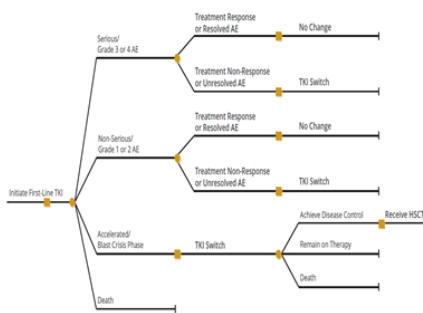 Serious/
Grade 3 or 4 AE
Treatment Response
or Resolved AE
No Change
Treatment Non-Response
or Unresolved AE
TKI Switch
Non-Serious/
Grade 1 or 2 AE
Treatment Response
or Resolved AE
No Change
Treatment Non-Response
or Unresolved AE
TKI Switch
Initiate First-Line TKI
Accelerated/
Blast Crisis Phase
TKI Switch
Achieve Disease Control
Receive HSCT
Remain on Therapy
Death
Death